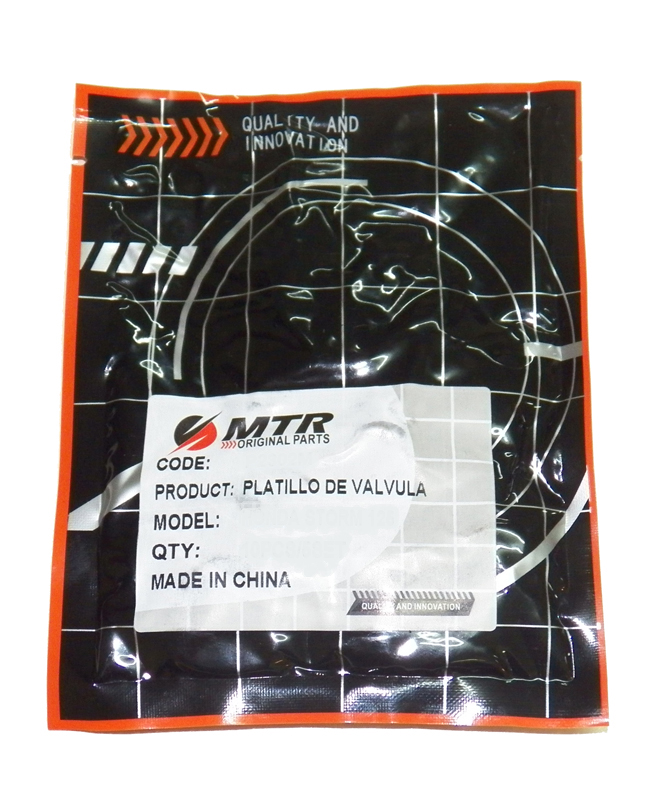 QUALITY AND
INNOVATION
MTR
ORIGINAL PARTS
CODE:
PRODUCT: PLATILLO DE VALVULA
MODEL:
QTY:
MADE IN CHINA
QUALITY AND INNOVATION